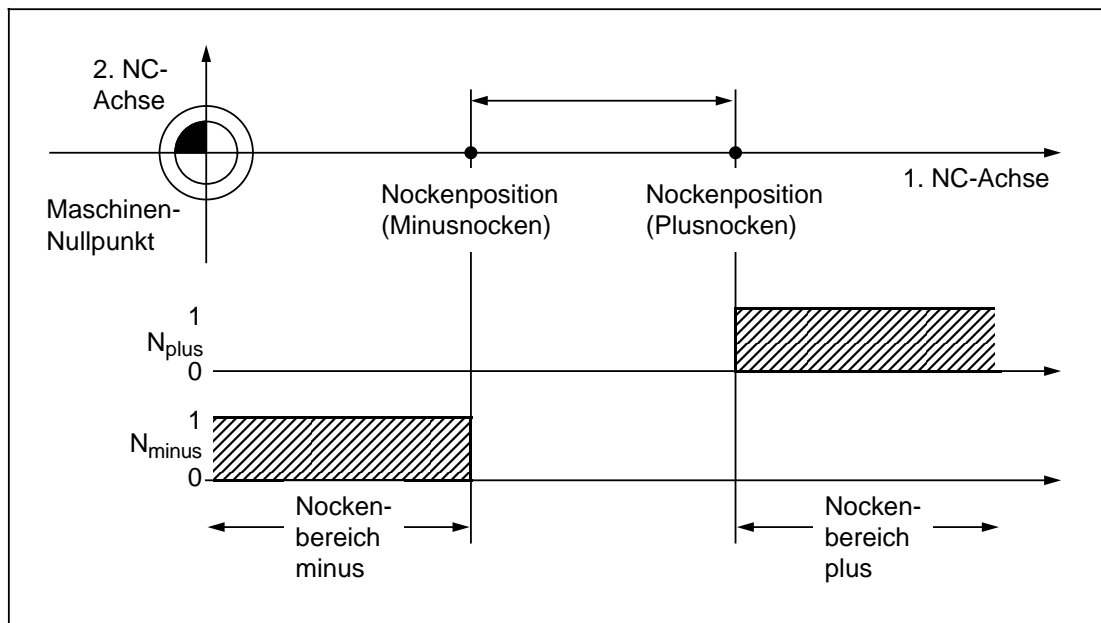 2. NC-
Achse
1. NC-Achse
Maschinen-
Nullpunkt
Nockenposition
(Minusnocken)
Nockenposition
(Plusnocken)
1
Nplus
0
1
Nminus
0
Nocken-
bereich
minus
Nocken-
bereich
plus